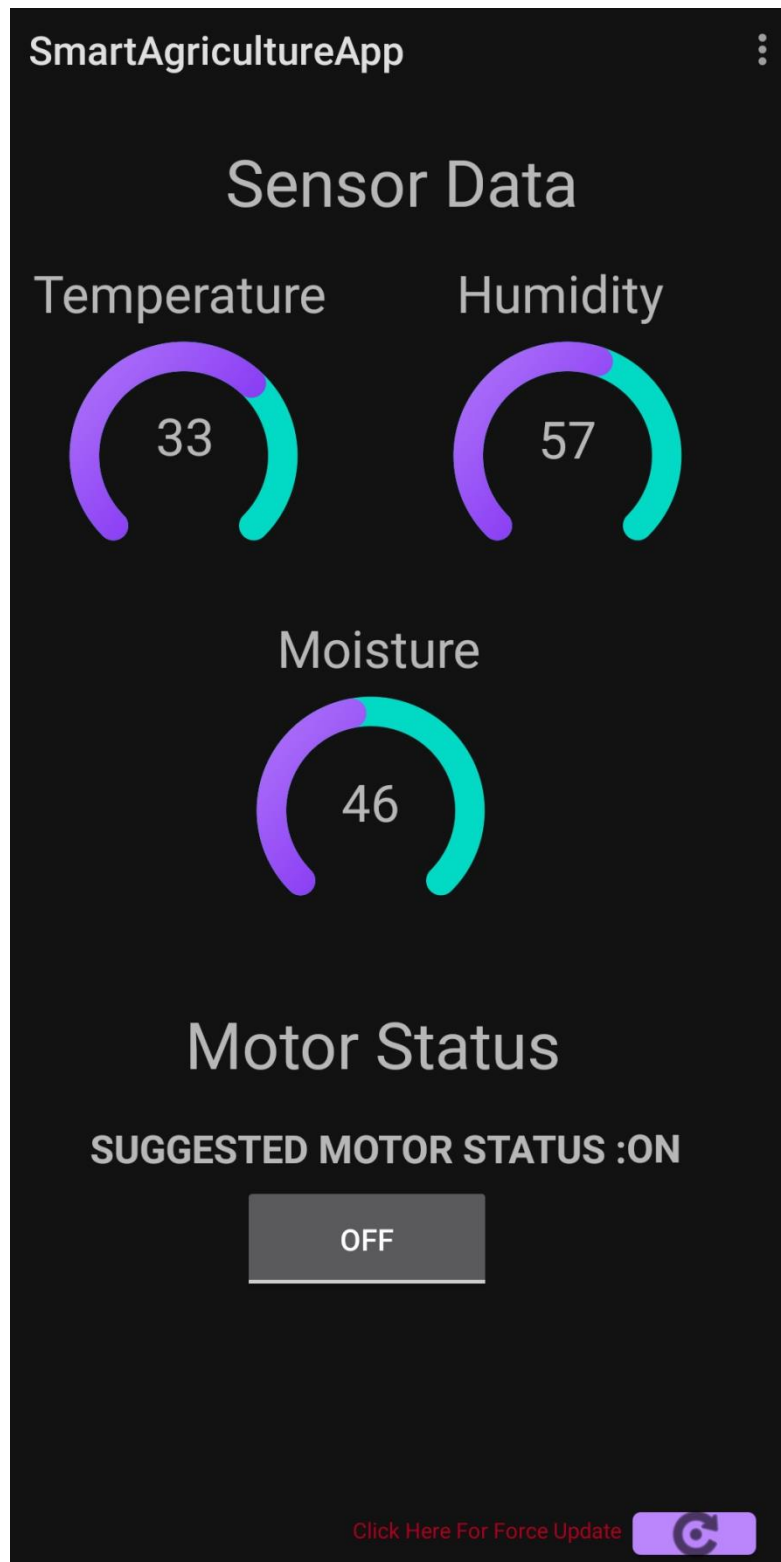 SmartAgricultureApp
Sensor Data
Temperature
Humidity
33
57
Moisture
46
Motor Status
SUGGESTED MOTOR STATUS :ON
OFF
Click Here For Force Update